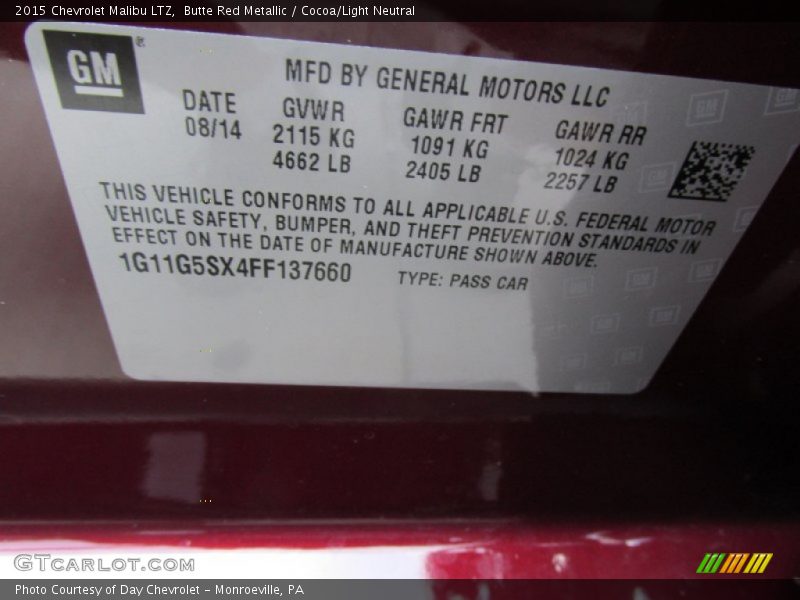 2015 Chevrolet Malibu LTZ, Butte Red Metallic / Cocoa/Light Neutral
GM ®
MFD BY GENERAL MOTORS LLC
DATE GVWR GAWR FRT GAWR RR
08/14 2115 KG 1091 KG 1024 KG
4662 LB 2405 LB 2257 LB
THIS VEHICLE CONFORMS TO ALL APPLICABLE U.S. FEDERAL MOTOR
VEHICLE SAFETY, BUMPER, AND THEFT PREVENTION STANDARDS IN
EFFECT ON THE DATE OF MANUFACTURE SHOWN ABOVE.
1G11G5SX4FF137660 TYPE: PASS CAR
GTCARLOT.COM
Photo Courtesy of Day Chevrolet - Monroeville, PA